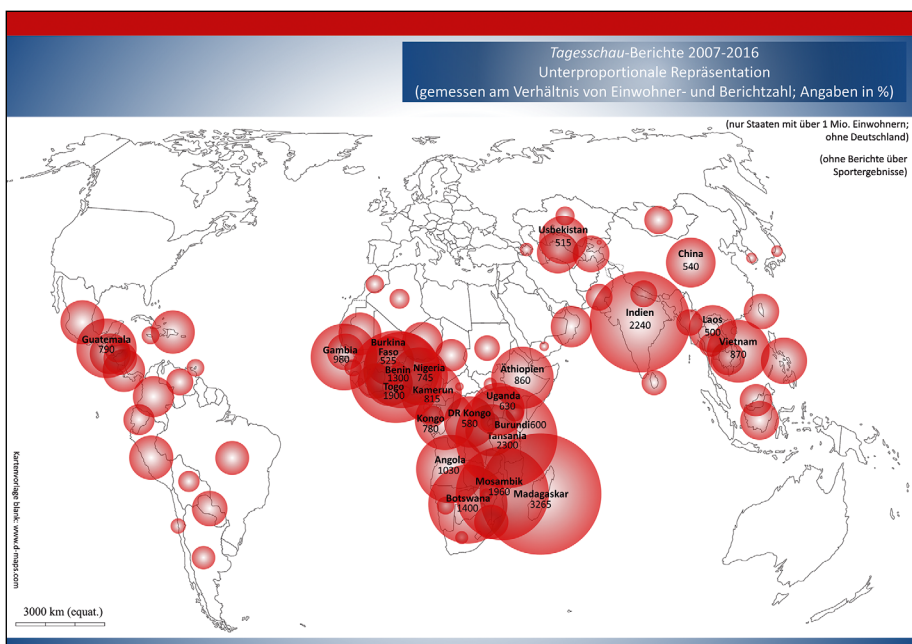 Tagesschau-Berichte 2007-2016
Unterproportionale Repräsentation
(gemessen am Verhältnis von Einwohner- und Berichtzahl; Angaben in %)
(nur Staaten mit über 1 Mio. Einwohnern;
ohne Deutschland)
(ohne Berichte über
Sportergebnisse)
Usbekistan
515
China
540
Indien
2240
Laos
500
Vietnam
870
Guatemala
790
Gambia
980
Burkina
Faso
525
Benin
1300
Togo
1900
Nigeria
745
Kamerun
815
Äthiopien
860
Uganda
630
DR Kongo
580
Kongo
780
Burundi600
Tansania
2300
Angola
1030
Mosambik
1960
Botswana
1400
Madagaskar
3265
Kartenvorlage blank: www.d-maps.com
3000 km (equat.)